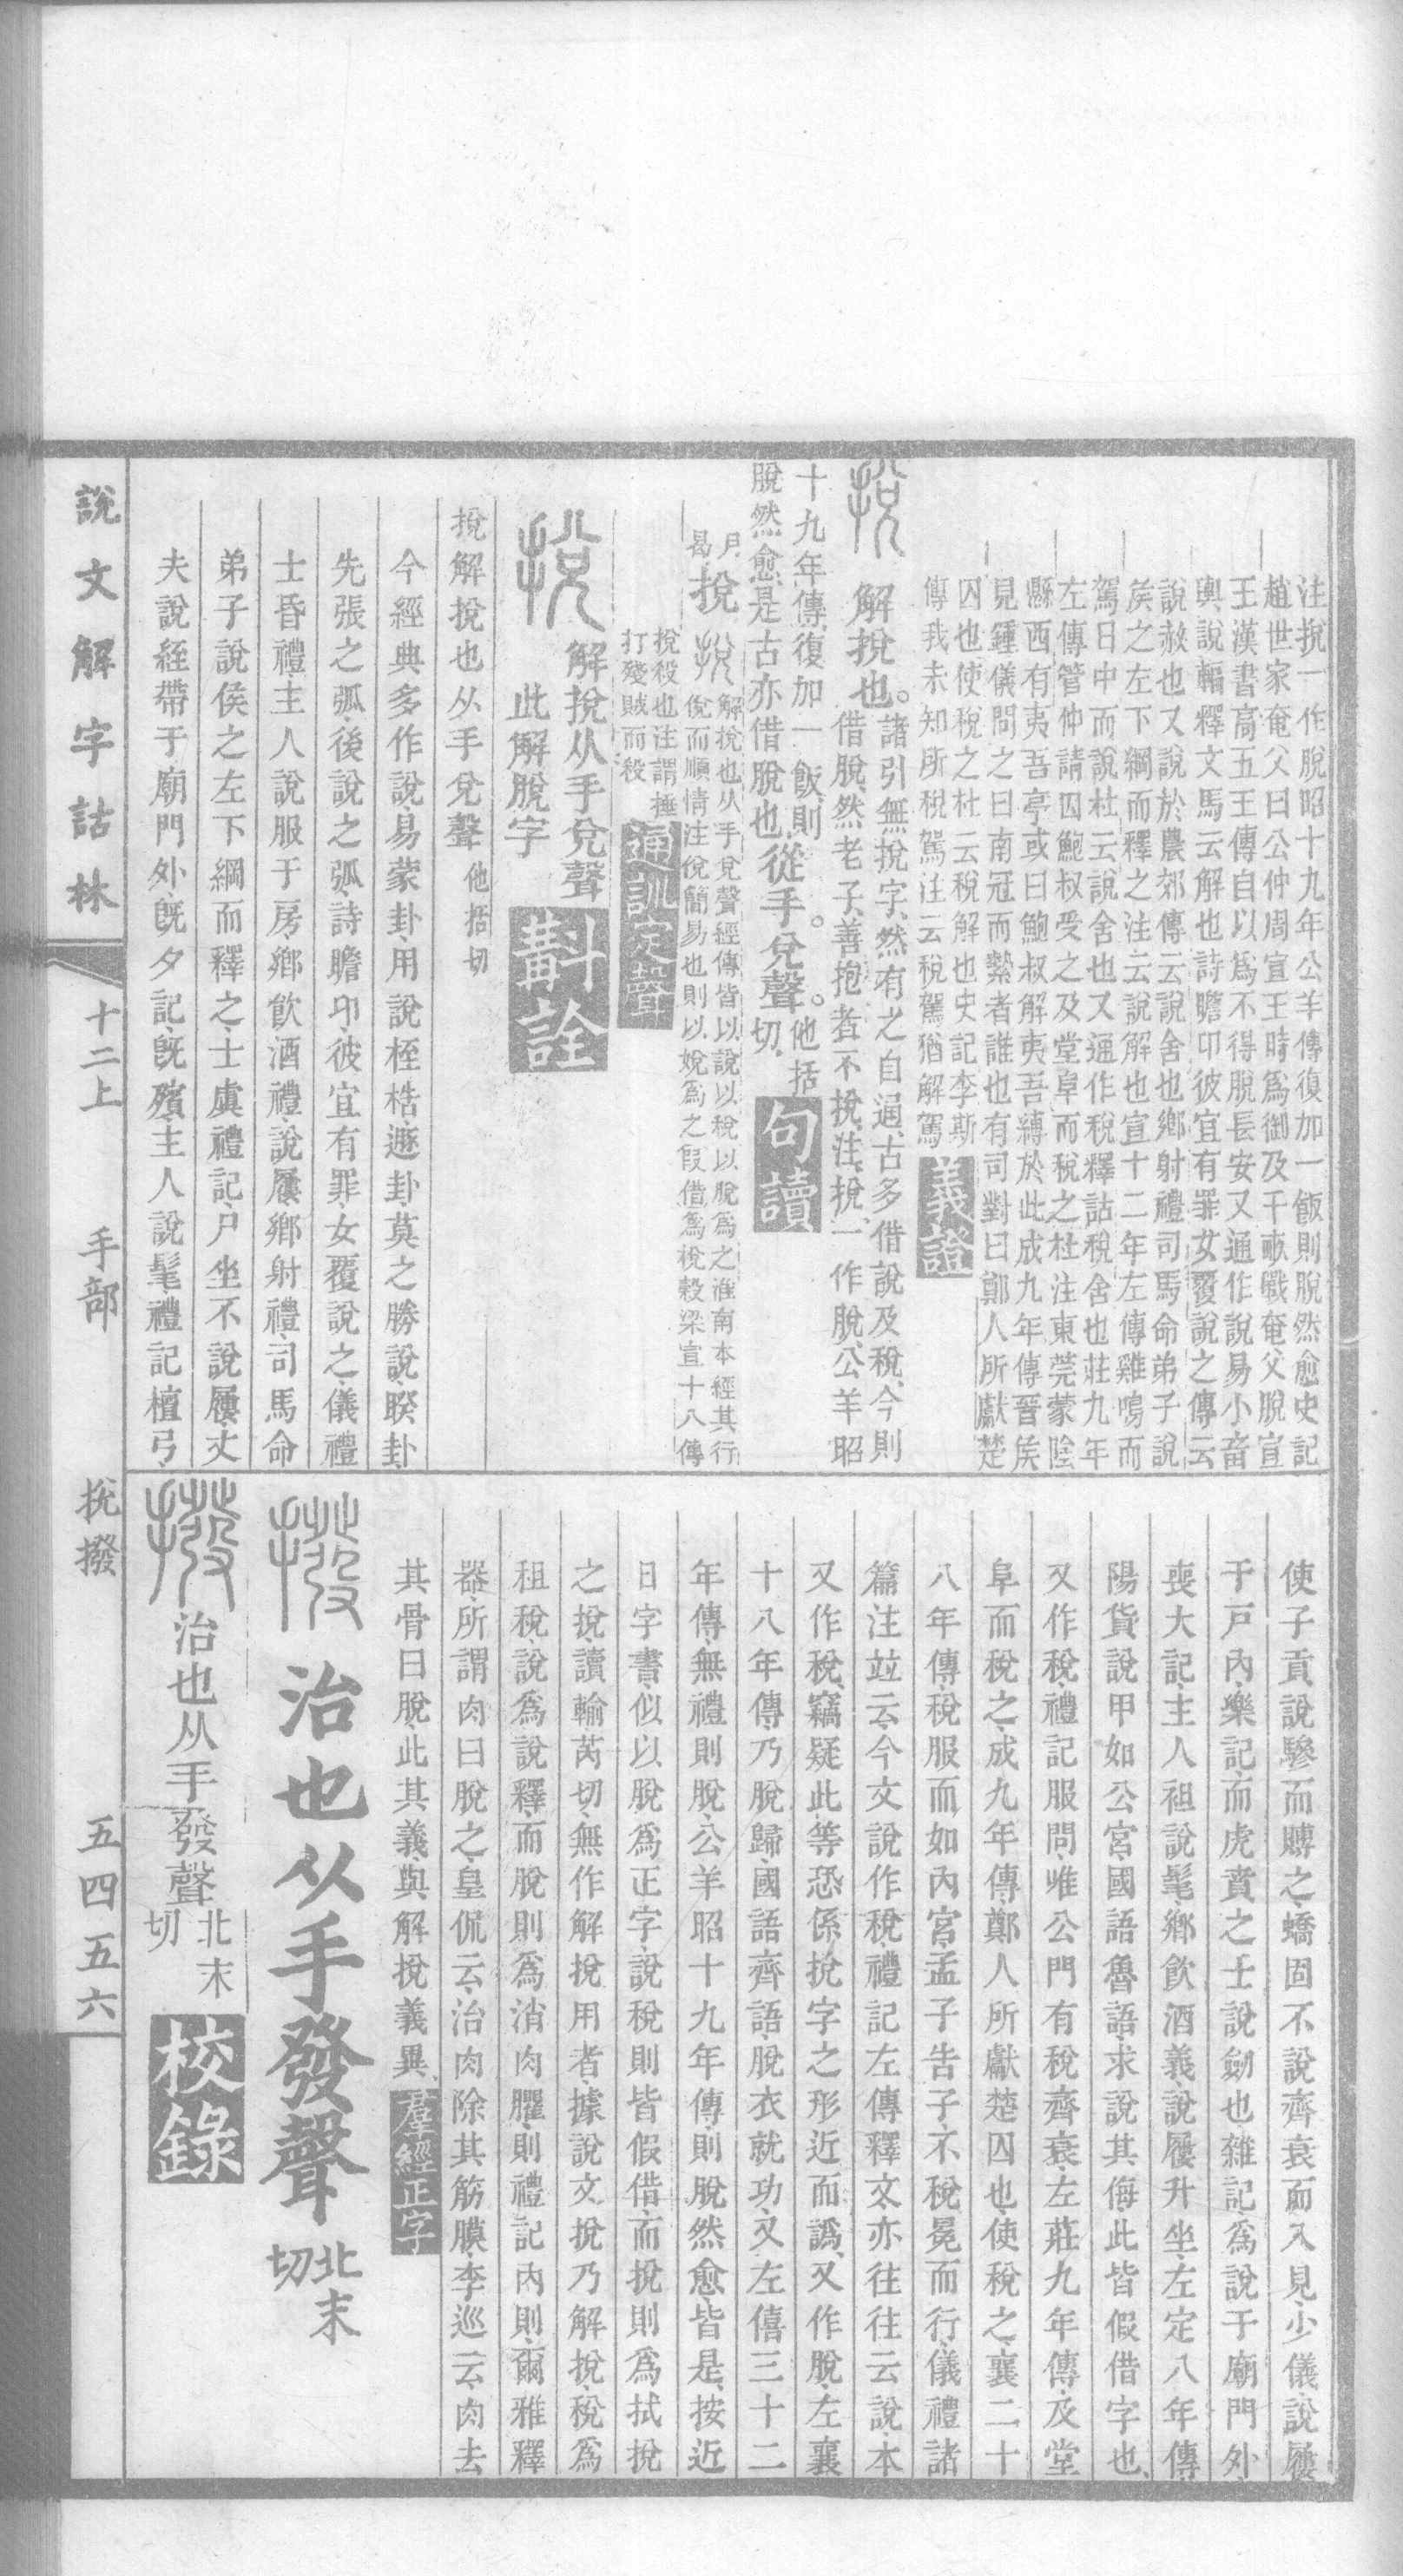 注挩一作脫昭十九年公羊傳復加一飯則脫然愈史記
趙世家奄父曰公仲周宣王時爲御及千畝戰奄父脫宣
王漢書高五王傳自以爲不得脫長安又通作說易小畜
輿說輻釋文馬云解也詩瞻卬彼宜有罪女覆說之傳云
說赦也又說於農郊傳云說舍也鄉射禮司馬命弟子說
矦之左下綱而釋之注云說解也宣十二年左傳雞鳴而
駕日中而說杜云說舍也又通作稅釋詁稅舍也莊九年
左傳管仲請囚鮑叔受之及堂阜而稅之杜注東莞蒙陰
縣西有夷吾亭或曰鮑叔解夷吾縛於此成九年傳晉矦
見鍾儀問之曰南冠而縶者誰也有司對曰鄭人所獻楚
囚也使稅之杜云稅解也史記李斯
傳我未知所稅駕注云稅駕猶解駕
義證
挩 解挩也。諸引無挩字、然有之自通、古多借說及稅、今則
借脫、然老子、善抱者不挩、注、挩、一作脫、公羊昭
十九年傳、復加一飯、則
脫然愈、是古亦借脫也、從手。兌聲。他括切、
句讀
月
曷
挩 挩 解挩也从手兌聲經傳皆以說以稅以脫爲之淮南本經其行
侻而順情注侻簡易也則以娧爲之叚借爲梲穀梁宣十八傳
挩殺也注謂捶
打殘賊而殺
通訓定聲
挩 解挩从手兌聲
此解脫字
斠詮
挩解挩也从手兌聲他括切
今經典多作說、易蒙卦、用說桎梏、遯卦、莫之勝說、睽卦、
先張之弧、後說之弧、詩瞻卬、彼宜有罪、女覆說之、儀禮
士昏禮、主人說服于房、鄉飲酒禮、說屨、鄉射禮、司馬命
弟子說侯之左下綱而釋之、士虞禮記、尸坐不說屨、丈
夫說絰帶于廟門外、旣夕記、旣殯、主人說髦、禮記檀弓、
使子貢說驂而賻之、蟜固不說齊衰而入見、少儀說屨
于戶內、樂記、而虎賁之士說劒也、雜記、爲說于廟門外、
喪大記、主人袒說髦、鄉飲酒義說屨升坐、左定八年傳、
陽貨說甲如公宮、國語魯語、求說其侮、此皆假借字也、
又作稅、禮記服問、唯公門有稅齊衰、左莊九年傳、及堂
阜而稅之、成九年傳、鄭人所獻楚囚也、使稅之、襄二十
八年傳、稅服而如內宮、孟子告子、不稅冕而行、儀禮諸
篇注竝云、今文說作稅、禮記左傳釋文、亦往往云說、本
又作稅、竊疑此等恐係挩字之形近而譌、又作脫、左襄
十八年傳、乃脫歸、國語齊語、脫衣就功、又左僖三十二
年傳、無禮則脫、公羊昭十九年傳、則脫然愈、皆是、按近
日字書、似以脫爲正字、說稅則皆假借、而挩則爲拭挩
之挩、讀輸芮切、無作解挩用者、據說文、挩乃解挩、稅爲
租稅、說爲說釋、而脫則爲消肉臞、則禮記內則、爾雅釋
器、所謂肉曰脫之、皇侃云、治肉除其筋膜、李巡云、肉去
其骨曰脫、此其義、與解挩義異、
羣經正字
撥 治也从手發聲北末切
撥 治也从手發聲北末切
校錄
說文解字詁林
十二上
手部
挩撥
五四五六